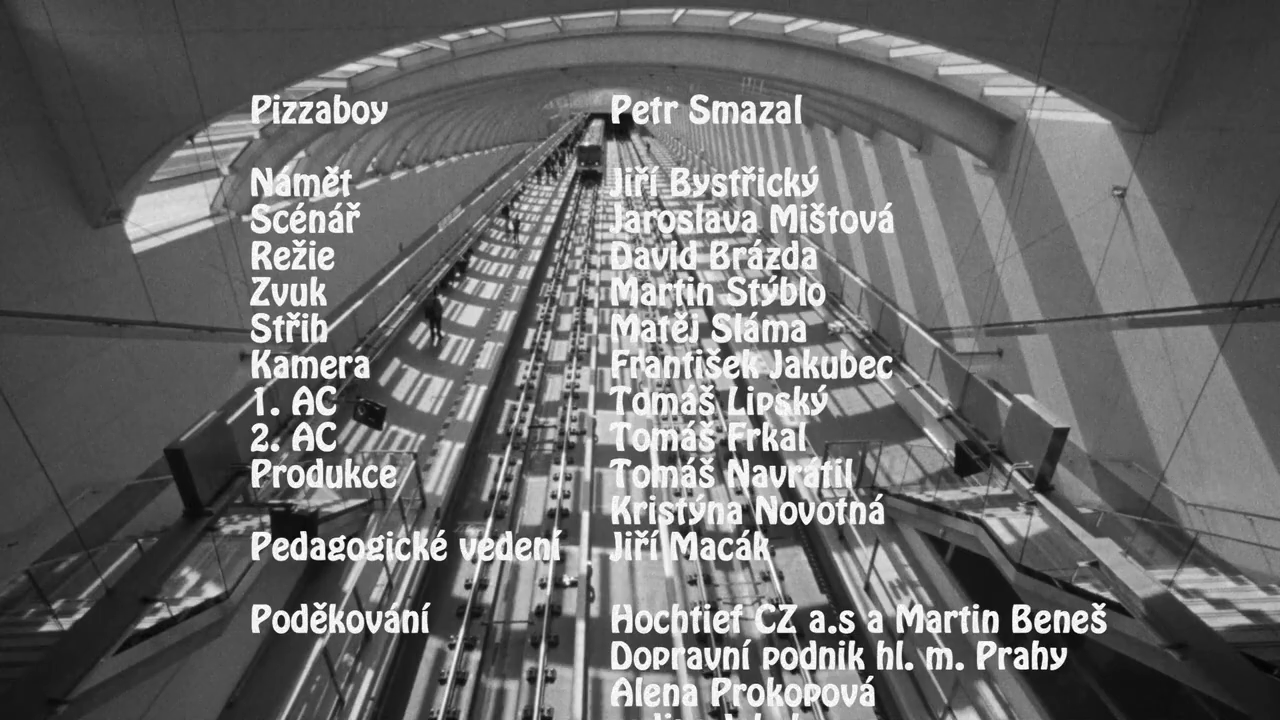 Pizzaboy Petr Smazal
Námět Jiří Bystřický
Scénář Jaroslava Mištová
Režie David Brázda
Zvuk Martin Stýblo
Střih Matěj Sláma
Kamera František Jakubec
1. AC Tomáš Lipský
2. AC Tomáš Frkal
Produkce Tomáš Navrátil
Kristýna Novotná
Pedagogické vedení Jiří Macák
Poděkování Hochtief CZ a.s a Martin Beneš
Dopravní podnik hl. m. Prahy
Alena Prokopová